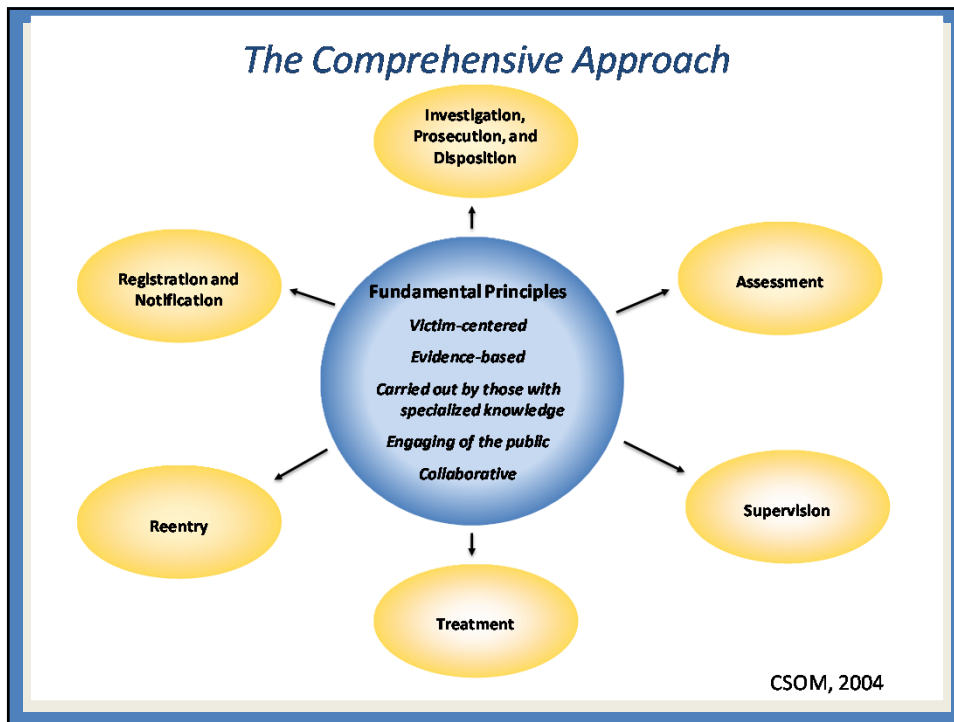 The Comprehensive Approach
Investigation,
Prosecution, and
Disposition
Registration and
Notification
Assessment
Fundamental Principles
Victim-centered
Evidence-based
Carried out by those with
specialized knowledge
Engaging of the public
Collaborative
Reentry
Supervision
Treatment
CSOM, 2004